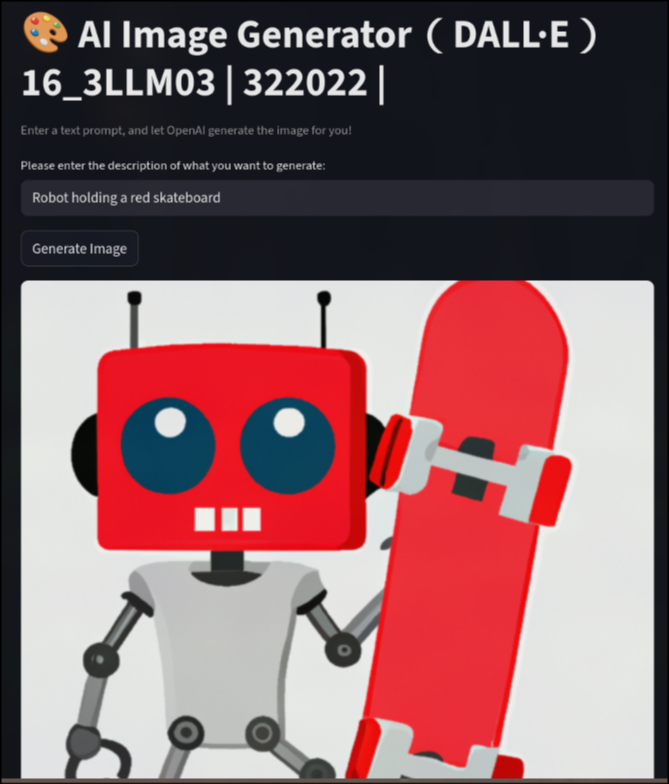 🎨 AI Image Generator ( DALL·E )
16_3LLM03 | 322022 |
Enter a text prompt, and let OpenAI generate the image for you!
Please enter the description of what you want to generate:
Robot holding a red skateboard
Generate Image